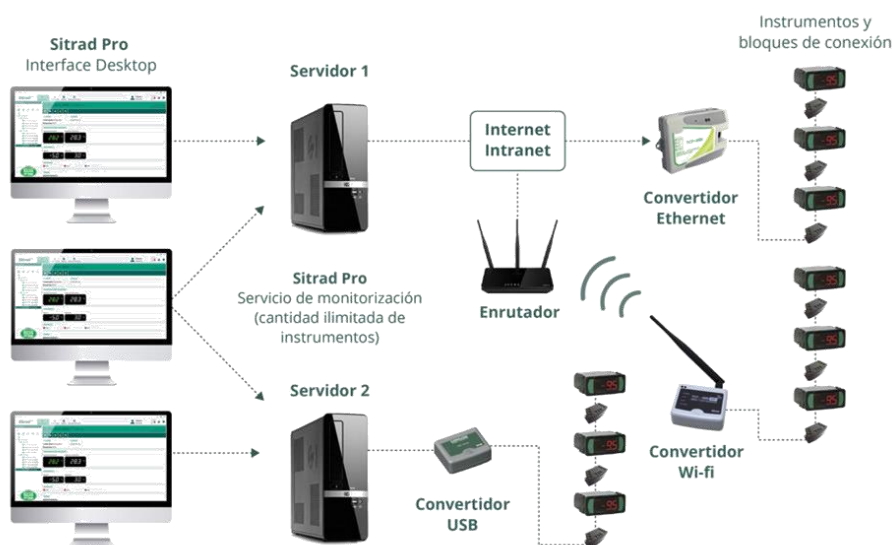 Sitrad Pro
Interface Desktop
Servidor 1
Internet
Intranet
Instrumentos y
bloques de conexión
Convertidor
Ethernet
Sitrad Pro
Servicio de monitorización
(cantidad ilimitada de
instrumentos)
Enrutador
Servidor 2
Convertidor
USB
Convertidor
Wi-fi